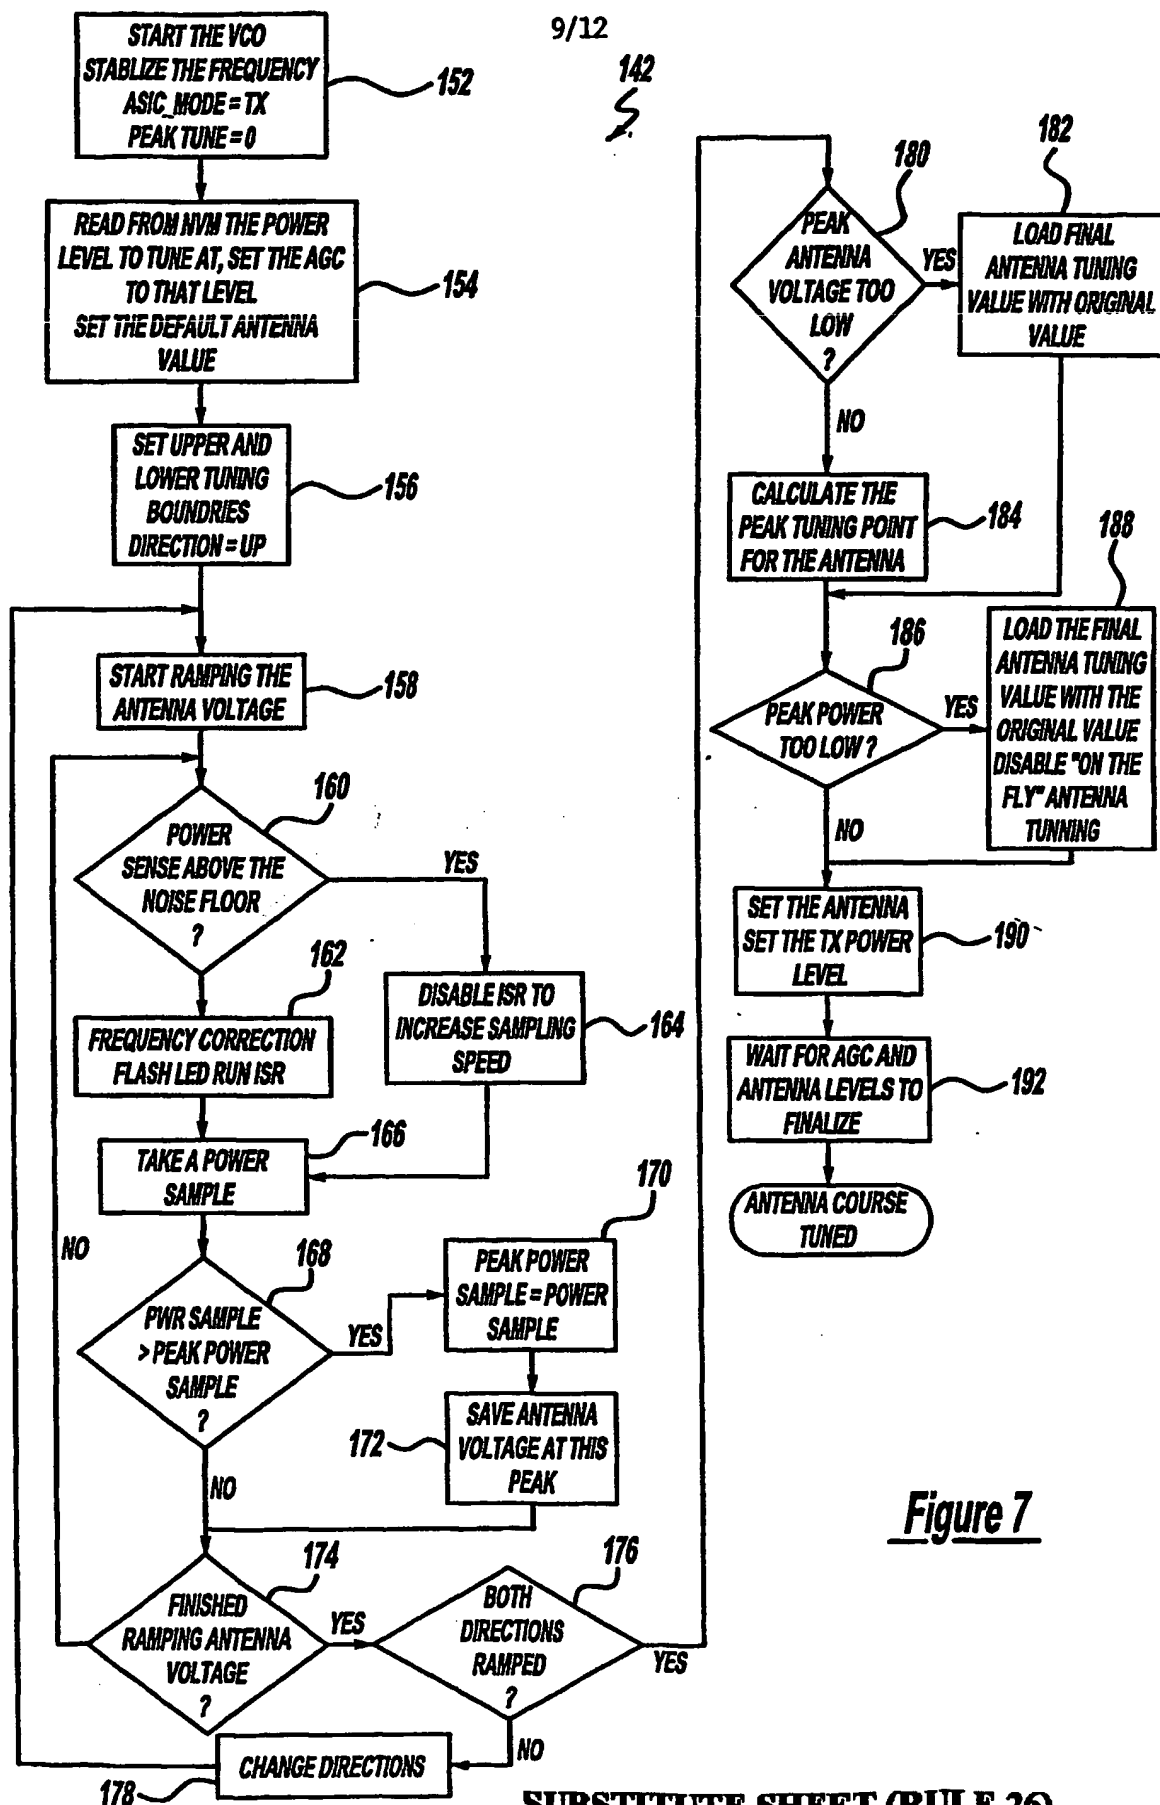 9/12
142
START THE VCO
STABLIZE THE FREQUENCY
ASIC_MODE = TX
PEAK TUNE = 0
152
READ FROM NVM THE POWER
LEVEL TO TUNE AT, SET THE AGC
TO THAT LEVEL
SET THE DEFAULT ANTENNA
VALUE
154
SET UPPER AND
LOWER TUNING
BOUNDRIES
DIRECTION = UP
156
START RAMPING THE
ANTENNA VOLTAGE
158
POWER
SENSE ABOVE THE
NOISE FLOOR
?
160
YES
FREQUENCY CORRECTION
FLASH LED RUN ISR
162
DISABLE ISR TO
INCREASE SAMPLING
SPEED
164
TAKE A POWER
SAMPLE
166
PWR SAMPLE
> PEAK POWER
SAMPLE
?
168
YES
NO
PEAK POWER
SAMPLE = POWER
SAMPLE
170
SAVE ANTENNA
VOLTAGE AT THIS
PEAK
172
FINISHED
RAMPING ANTENNA
VOLTAGE
?
174
NO
YES
BOTH
DIRECTIONS
RAMPED
?
176
YES
NO
CHANGE DIRECTIONS
178
PEAK
ANTENNA
VOLTAGE TOO
LOW
?
180
YES
NO
LOAD FINAL
ANTENNA TUNING
VALUE WITH ORIGINAL
VALUE
182
CALCULATE THE
PEAK TUNING POINT
FOR THE ANTENNA
184
PEAK POWER
TOO LOW ?
186
YES
NO
LOAD THE FINAL
ANTENNA TUNING
VALUE WITH THE
ORIGINAL VALUE
DISABLE "ON THE
FLY" ANTENNA
TUNNING
188
SET THE ANTENNA
SET THE TX POWER
LEVEL
190
WAIT FOR AGC AND
ANTENNA LEVELS TO
FINALIZE
192
ANTENNA COURSE
TUNED
Figure 7
SUBSTITUTE SHEET (RULE 26)